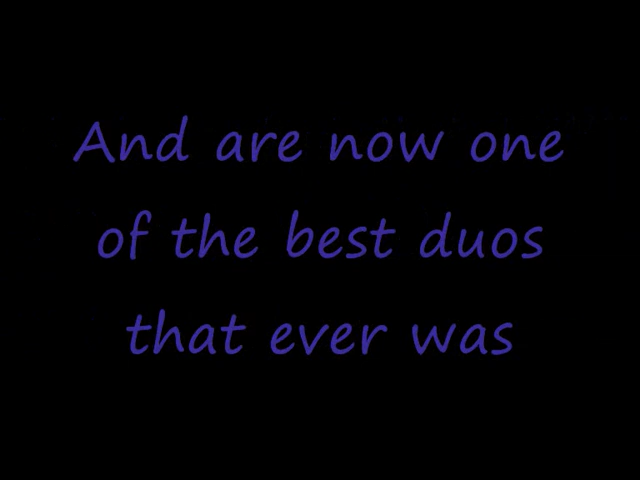 And are now one
of the best duos
that ever was